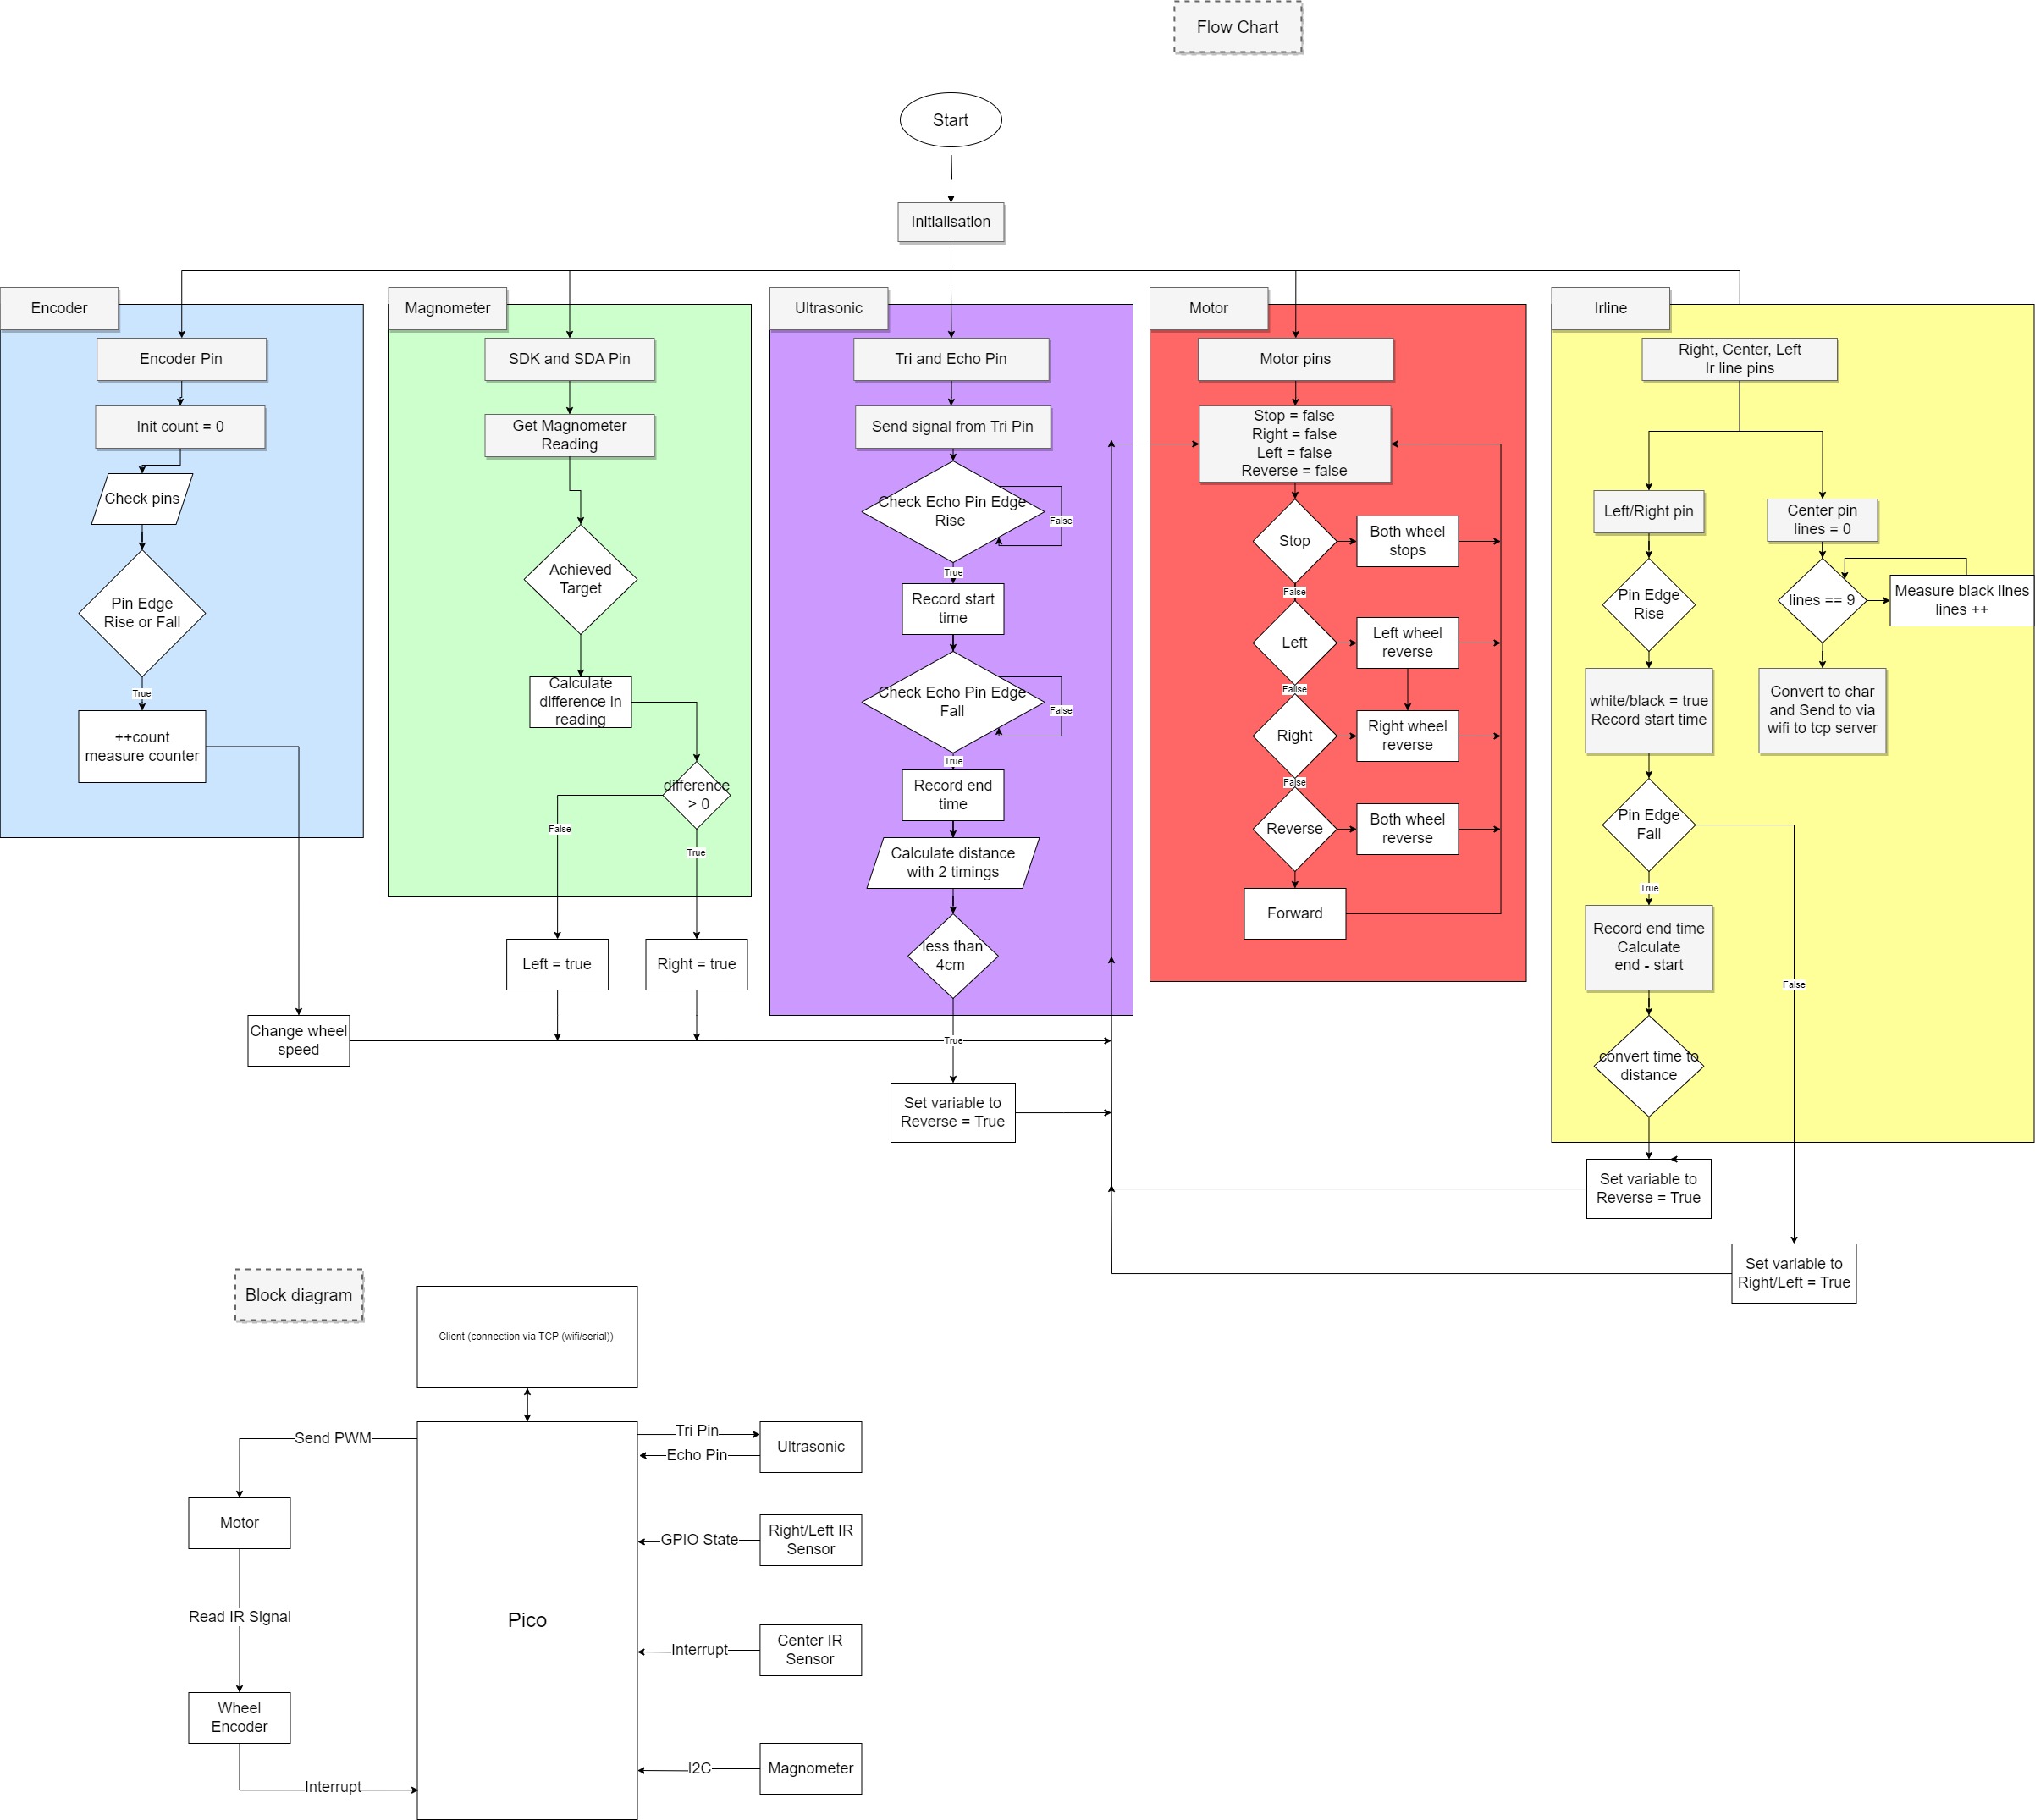 Flow Chart
Start
Initialisation
Encoder
Encoder Pin
Init count = 0
Check pins
Pin Edge
Rise or Fall
True
++count
measure counter
Change wheel
speed
Magnometer
SDK and SDA Pin
Get Magnometer
Reading
Achieved
Target
Calculate
difference in
reading
difference
> 0
False
True
Left = true
Right = true
Ultrasonic
Tri and Echo Pin
Send signal from Tri Pin
Check Echo Pin Edge
Rise
False
True
Record start
time
Check Echo Pin Edge
Fall
False
True
Record end
time
Calculate distance
with 2 timings
less than
4cm
True
Set variable to
Reverse = True
Motor
Motor pins
Stop = false
Right = false
Left = false
Reverse = false
Stop
Both wheel
stops
False
Left
Left wheel
reverse
False
Right
Right wheel
reverse
False
Reverse
Both wheel
reverse
Forward
Irline
Right, Center, Left
Ir line pins
Left/Right pin
Pin Edge
Rise
white/black = true
Record start time
Pin Edge
Fall
True
False
Record end time
Calculate
end - start
convert time to
distance
Set variable to
Reverse = True
Set variable to
Right/Left = True
Center pin
lines = 0
lines == 9
Measure black lines
lines ++
Convert to char
and Send to via
wifi to tcp server
Block diagram
Client (connection via TCP (wifi/serial))
Pico
Send PWM
Motor
Read IR Signal
Wheel
Encoder
Interrupt
Tri Pin
Echo Pin
Ultrasonic
GPIO State
Right/Left IR
Sensor
Interrupt
Center IR
Sensor
I2C
Magnometer